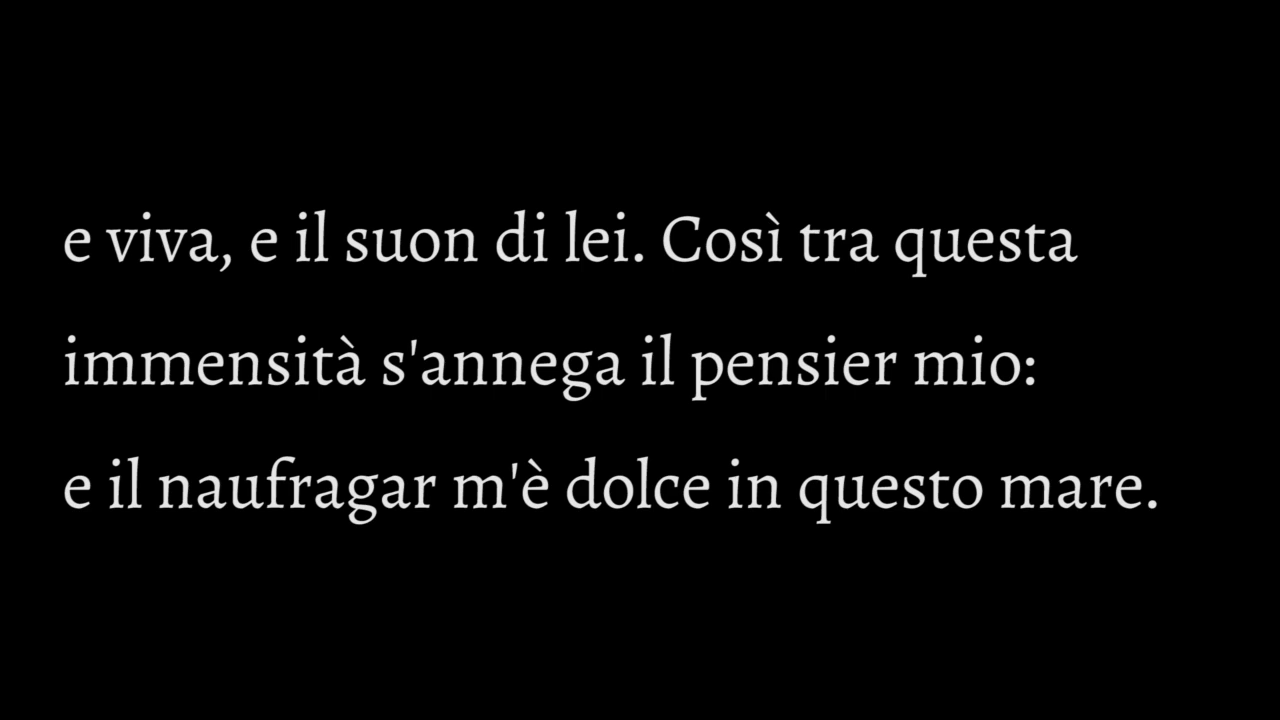 e viva, e il suon di lei. Così tra questa
immensità s'annega il pensier mio:
e il naufragar m'è dolce in questo mare.